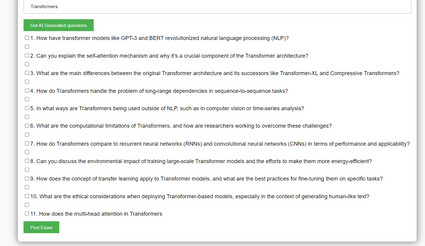 Transformers
Get AI Generated questions
1. How have transformer models like GPT-3 and BERT revolutionized natural language processing (NLP)?
2. Can you explain the self-attention mechanism and why it's a crucial component of the Transformer architecture?
3. What are the main differences between the original Transformer architecture and its successors like Transformer-XL and Compressive Transformers?
4. How do Transformers handle the problem of long-range dependencies in sequence-to-sequence tasks?
5. In what ways are Transformers being used outside of NLP, such as in computer vision or time-series analysis?
6. What are the computational limitations of Transformers, and how are researchers working to overcome these challenges?
7. How do Transformers compare to recurrent neural networks (RNNs) and convolutional neural networks (CNNs) in terms of performance and applicability?
8. Can you discuss the environmental impact of training large-scale Transformer models and the efforts to make them more energy-efficient?
9. How does the concept of transfer learning apply to Transformer models, and what are the best practices for fine-tuning them on specific tasks?
10. What are the ethical considerations when deploying Transformer-based models, especially in the context of generating human-like text?
11. How does the multi-head attention in Transformers
Post Exam